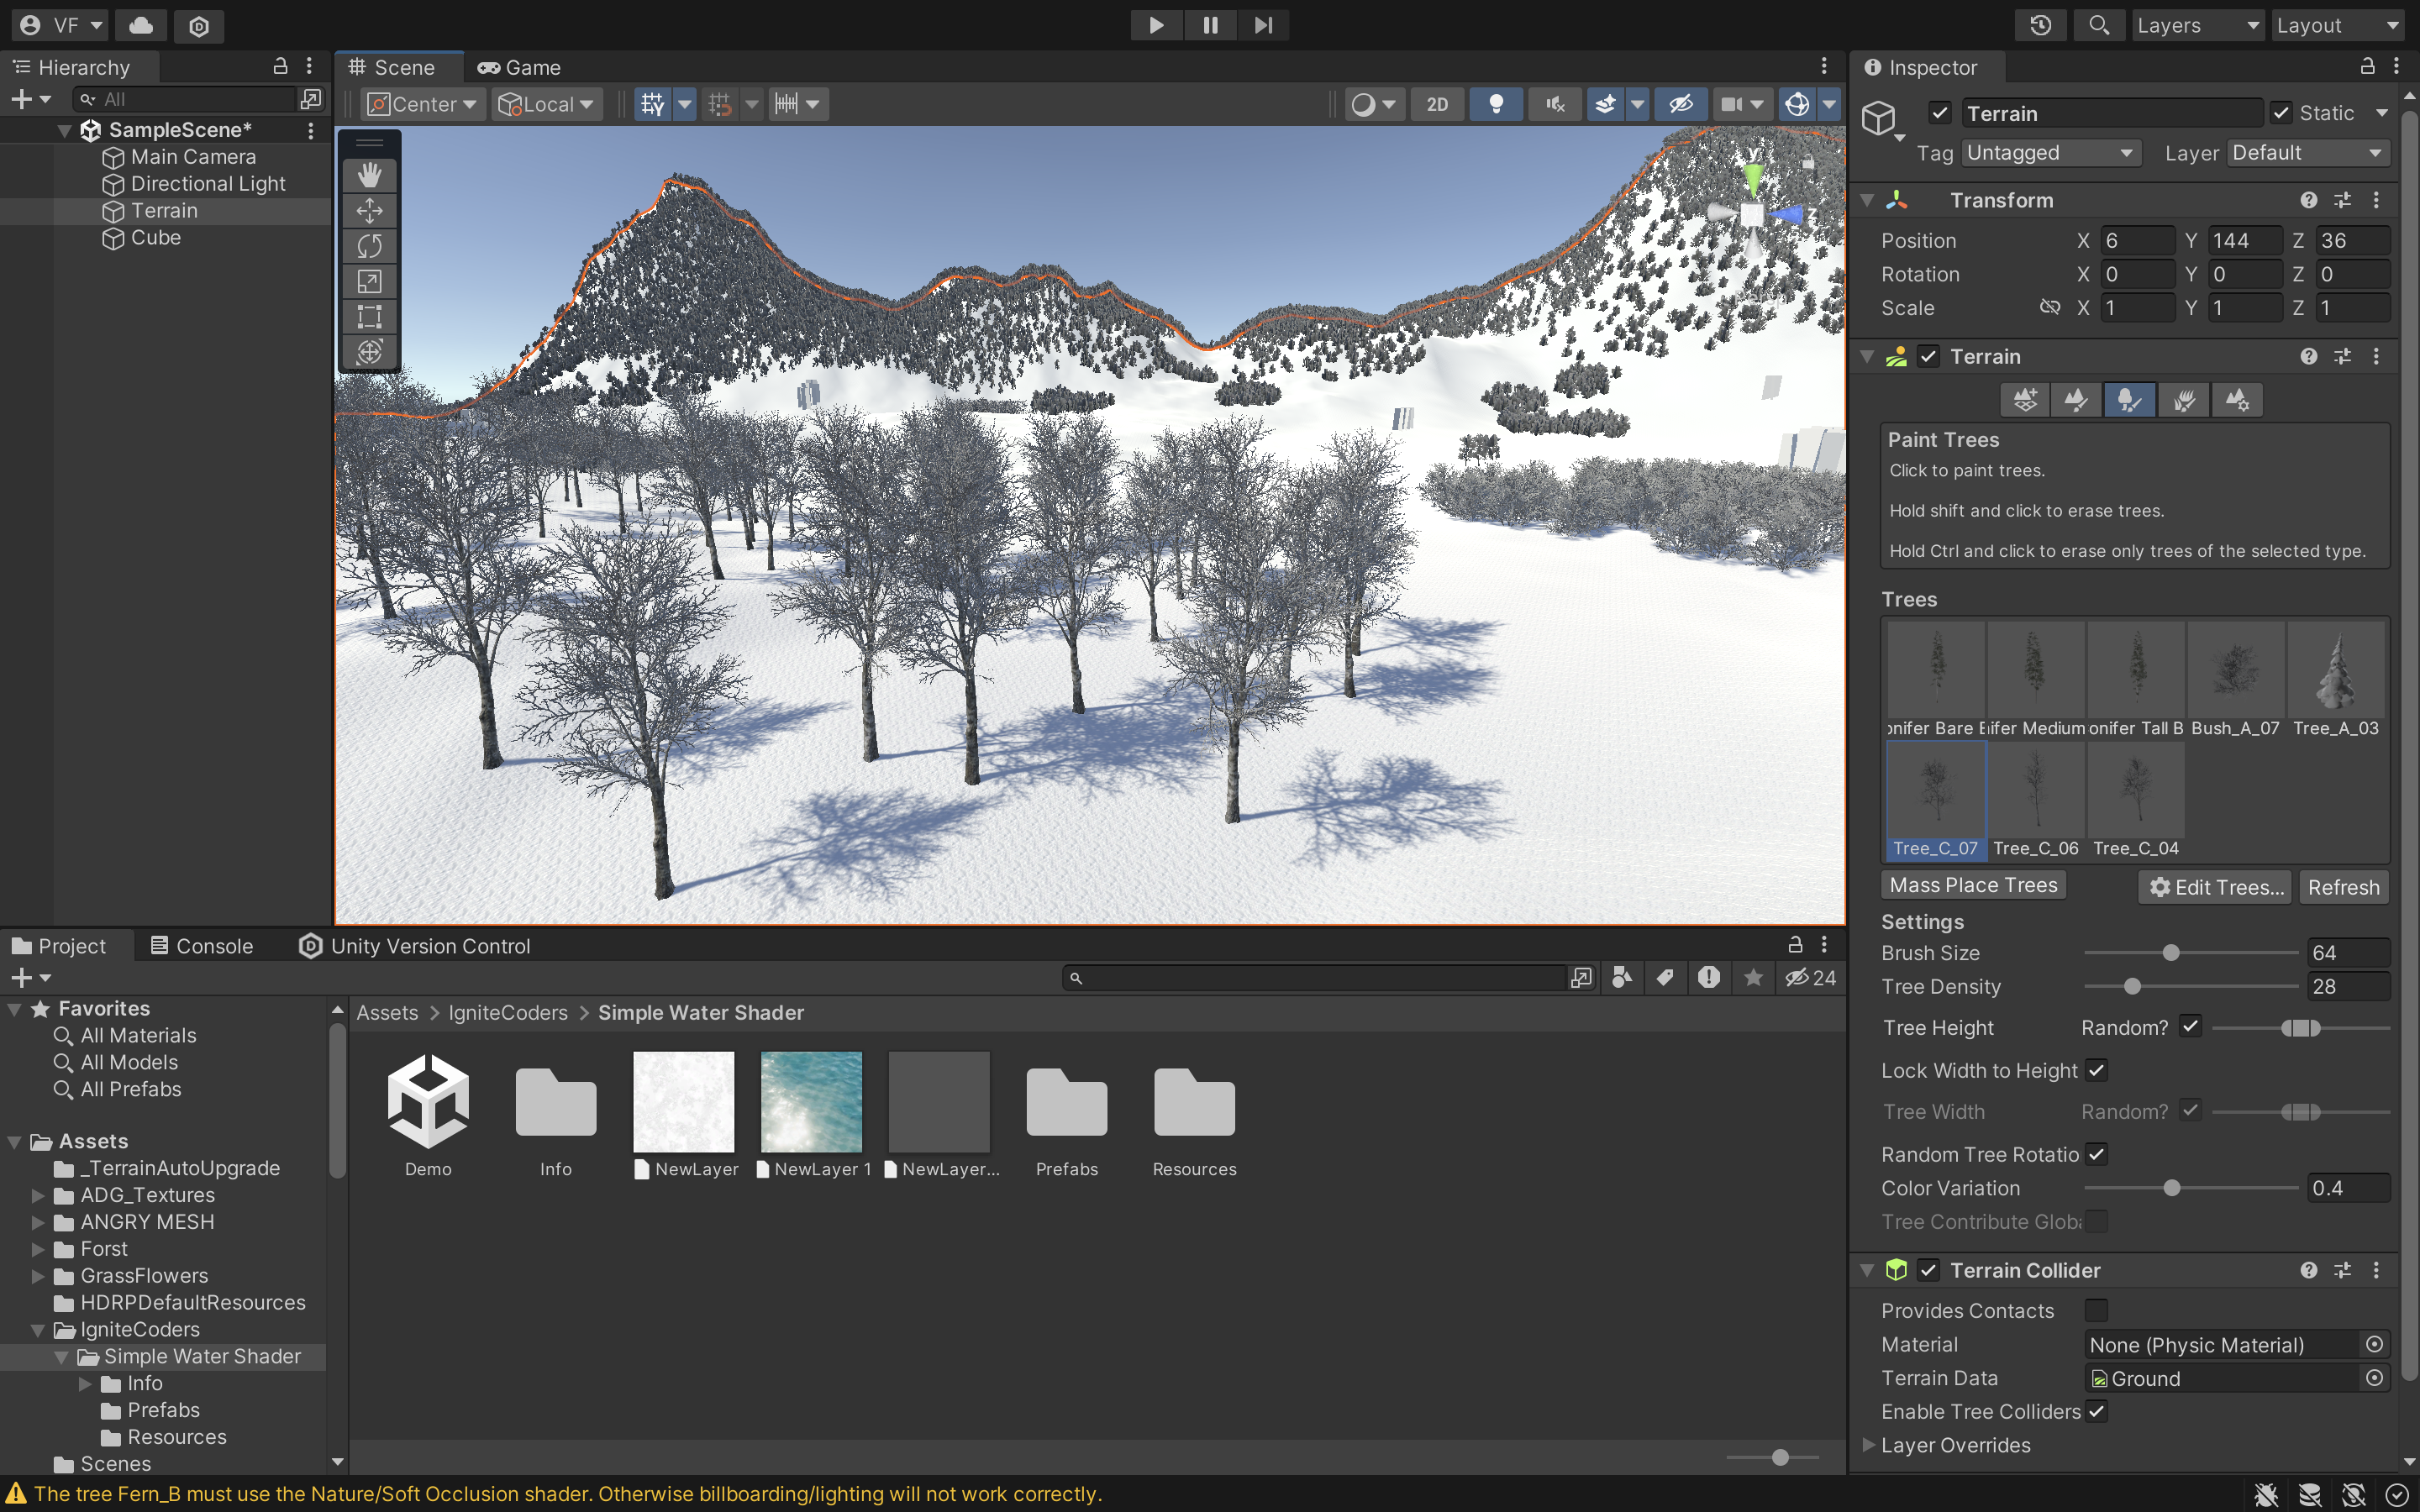 VF
Layers
Layout
Hierarchy
All
SampleScene*
Main Camera
Directional Light
Terrain
Cube
Scene
Game
Center
Local
2D
Y
Z
Inspector
Terrain
Static
Tag
Untagged
Layer
Default
Transform
Position X 6 Y 144 Z 36
Rotation X 0 Y 0 Z 0
Scale X 1 Y 1 Z 1
Terrain
Paint Trees
Click to paint trees.
Hold shift and click to erase trees.
Hold Ctrl and click to erase only trees of the selected type.
Trees
onifer Bare B
ifer Medium
onifer Tall B
Bush_A_07
Tree_A_03
Tree_C_07
Tree_C_06
Tree_C_04
Mass Place Trees
Edit Trees...
Refresh
Settings
Brush Size 64
Tree Density 28
Tree Height Random?
Lock Width to Height
Tree Width Random?
Random Tree Rotatio
Color Variation 0.4
Tree Contribute Globa
Terrain Collider
Provides Contacts
Material None (Physic Material)
Terrain Data Ground
Enable Tree Colliders
Layer Overrides
Project
Console
Unity Version Control
24
Favorites
All Materials
All Models
All Prefabs
Assets
_TerrainAutoUpgrade
ADG_Textures
ANGRY MESH
Forst
GrassFlowers
HDRPDefaultResources
IgniteCoders
Simple Water Shader
Info
Prefabs
Resources
Scenes
Assets > IgniteCoders > Simple Water Shader
Demo
Info
NewLayer
NewLayer 1
NewLayer...
Prefabs
Resources
The tree Fern_B must use the Nature/Soft Occlusion shader. Otherwise billboarding/lighting will not work correctly.